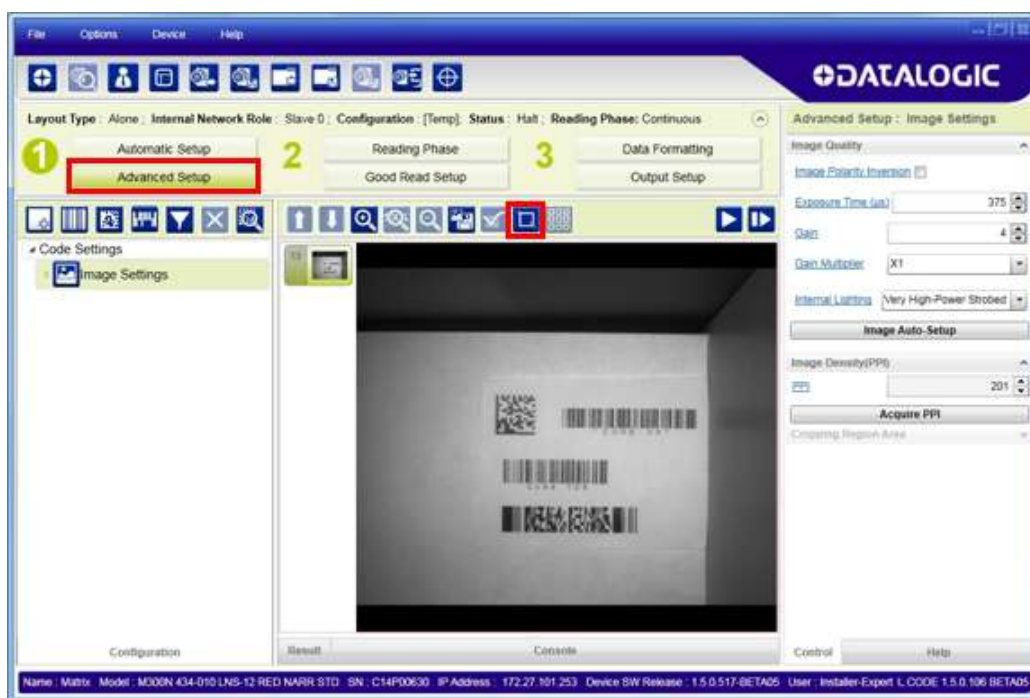 File Options Device Help
DATALOGIC
Layout Type : Alone ; Internal Network Role : Slave 0 ; Configuration : [Temp]; Status : Halt ; Reading Phase: Continuous
Advanced Setup : Image Settings
1 Automatic Setup 2 Reading Phase 3 Data Formatting
Advanced Setup Good Read Setup Output Setup
Image Quality
Image Polarity Inversion
Exposure Time (µs) 375
Gain 4
Gain Multiplier X1
Internal Lighting Very High-Power Strobed
Image Auto-Setup
Image Density(PPI)
PPI 201
Acquire PPI
Cropping Region Area
Code Settings
Image Settings
Configuration
Result Console
Control Help
Name : Matrix Model : M300N 434-010 LNS-12 RED NARR STD SN : C14P00630 IP Address : 172.27.101.253 Device SW Release : 1.5.0.517-BETA05 User : Installer-Expert L.CODE 1.5.0.106 BETA05